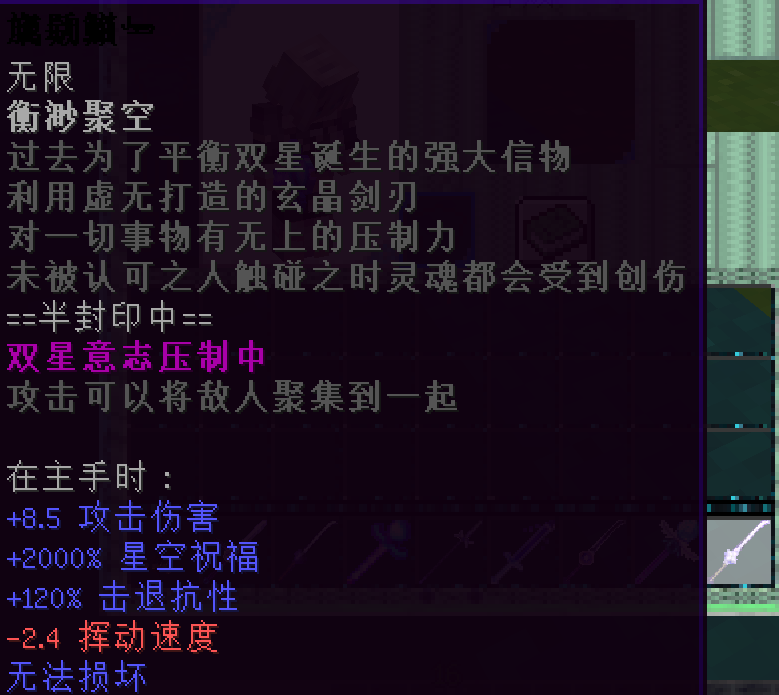 无限
衡渺聚空
过去为了平衡双星诞生的强大信物
利用虚无打造的玄晶剑刃
对一切事物有无上的压制力
未被认可之人触碰之时灵魂都会受到创伤
==半封印中==
双星意志压制中
攻击可以将敌人聚集到一起
在主手时：
+8.5 攻击伤害
+2000% 星空祝福
+120% 击退抗性
-2.4 挥动速度
无法损坏